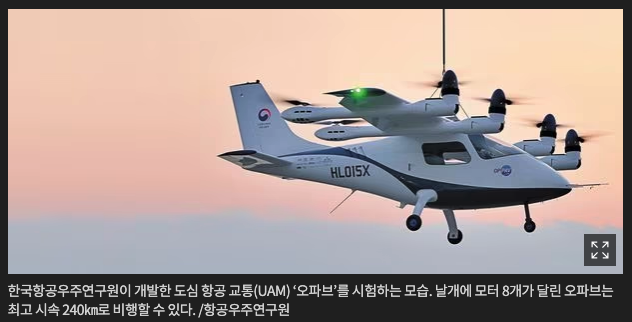 HL015X
OPPAV
한국항공우주연구원이 개발한 도심 항공 교통(UAM) ‘오파브’를 시험하는 모습. 날개에 모터 8개가 달린 오파브는
최고 시속 240㎞로 비행할 수 있다. /항공우주연구원